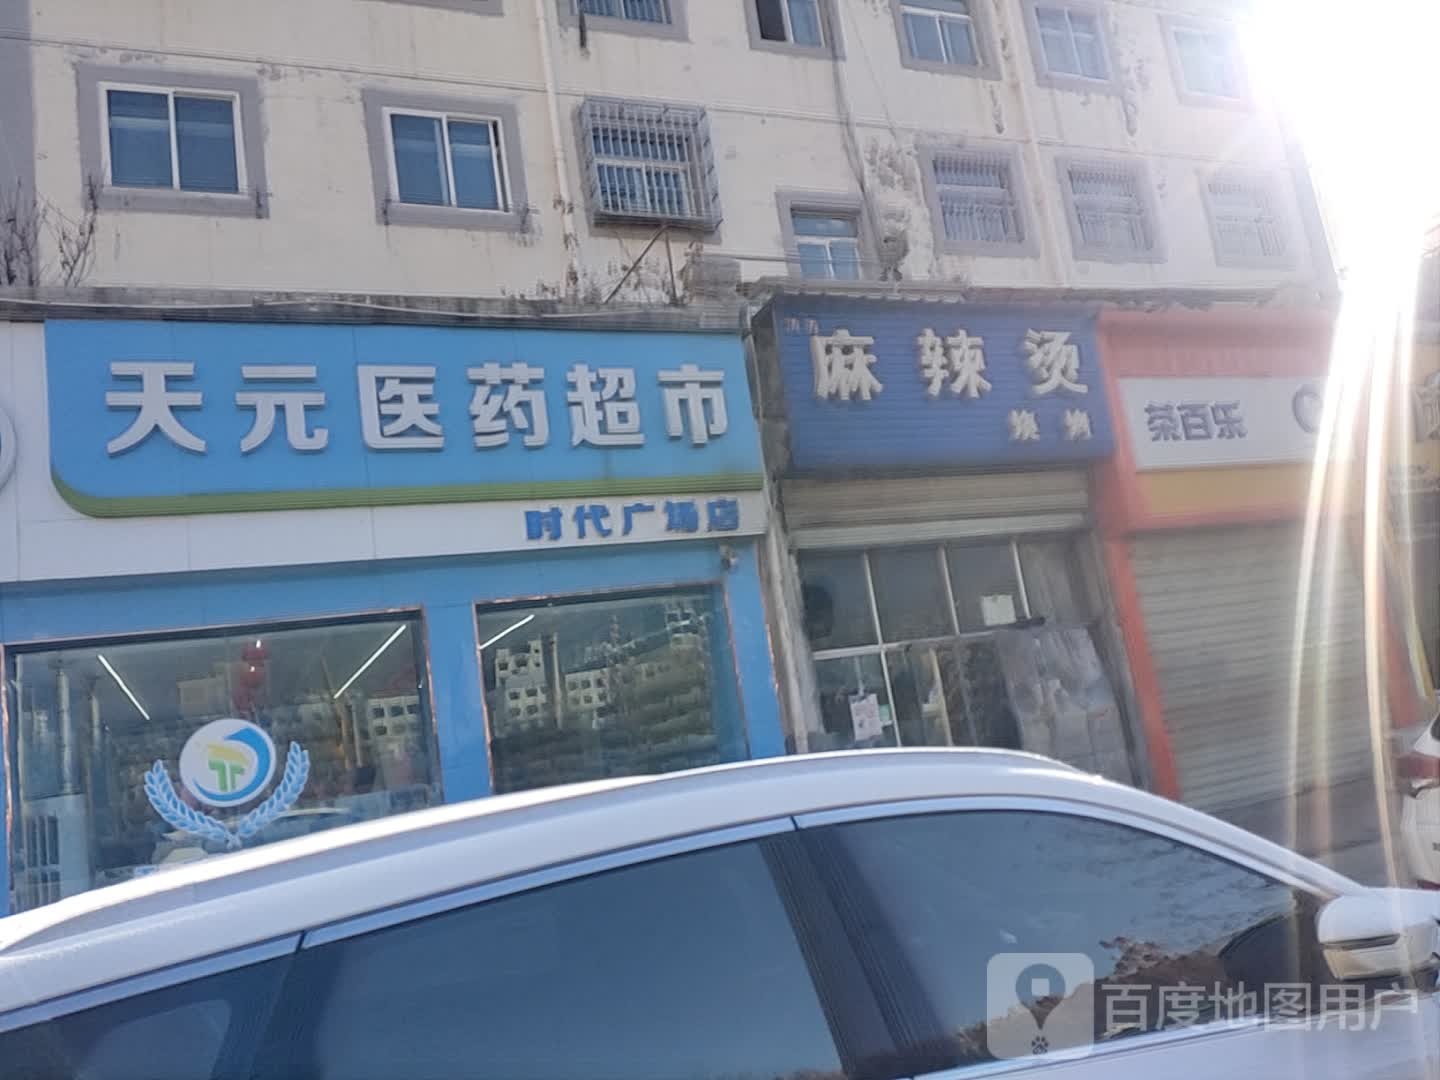 天元医药超市
时代广场店
麻辣烫
茶百乐
百度地图用户